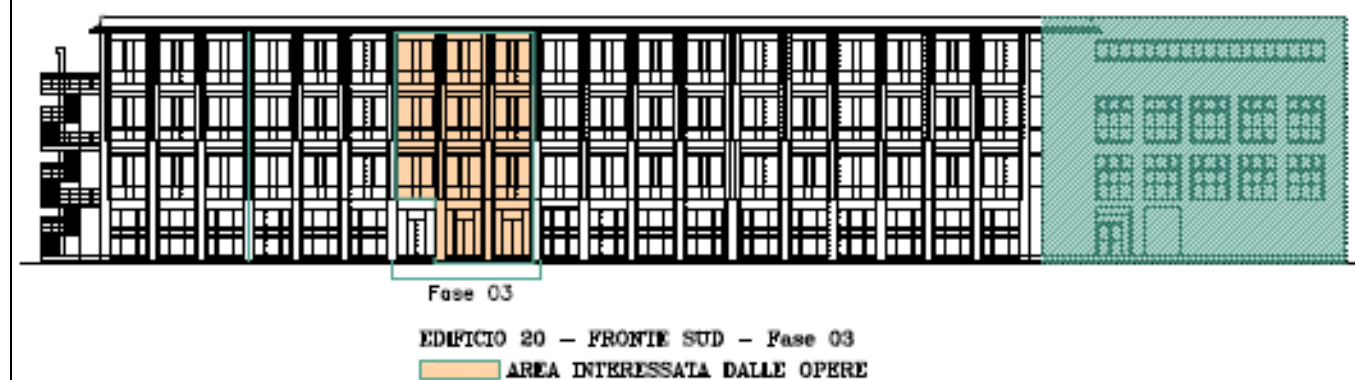 Fase 03
EDIFICIO 20 - FRONTE SUD - Fase 03
AREA INTERESSATA DALLE OPERE